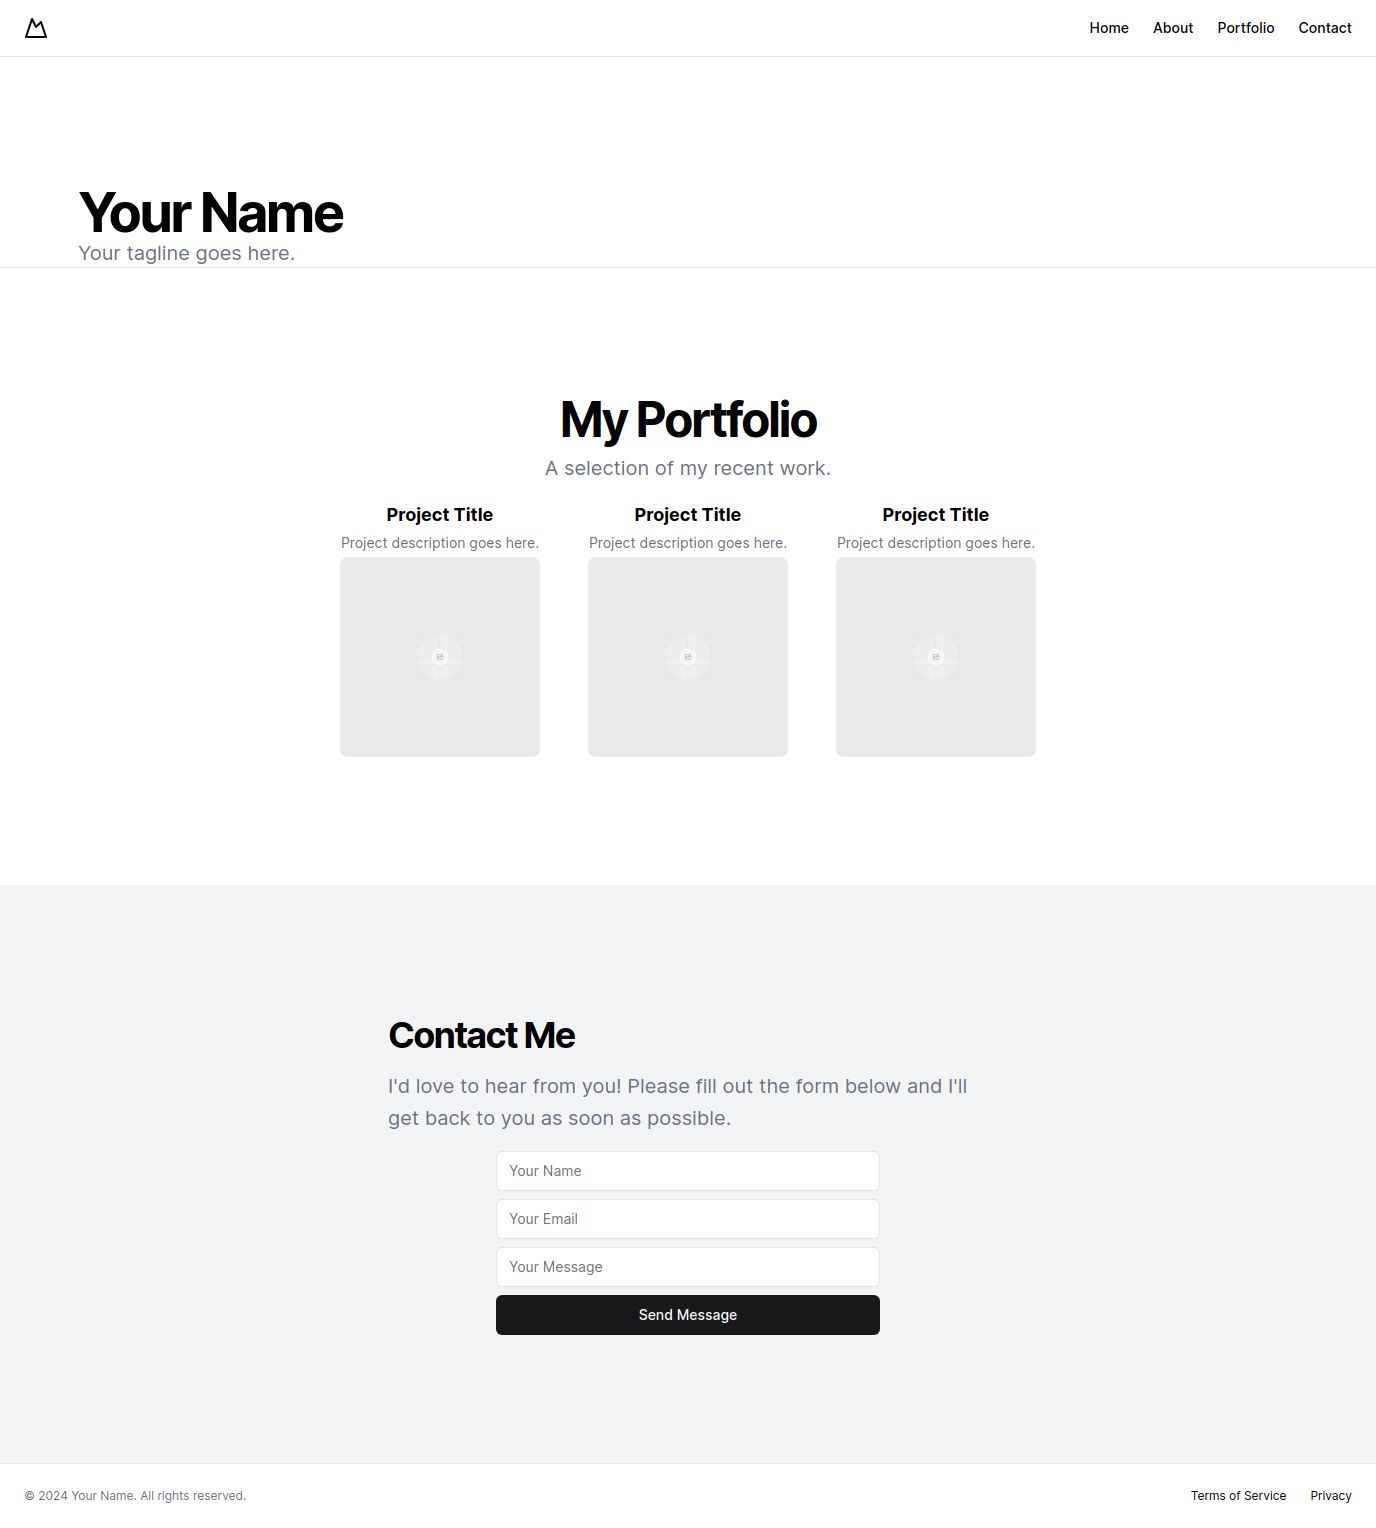 Home About Portfolio Contact
Your Name
Your tagline goes here.
My Portfolio
A selection of my recent work.
Project Title Project Title Project Title
Project description goes here. Project description goes here. Project description goes here.
Contact Me
I'd love to hear from you! Please fill out the form below and I'll
get back to you as soon as possible.
Your Name
Your Email
Your Message
Send Message
© 2024 Your Name. All rights reserved. Terms of Service Privacy